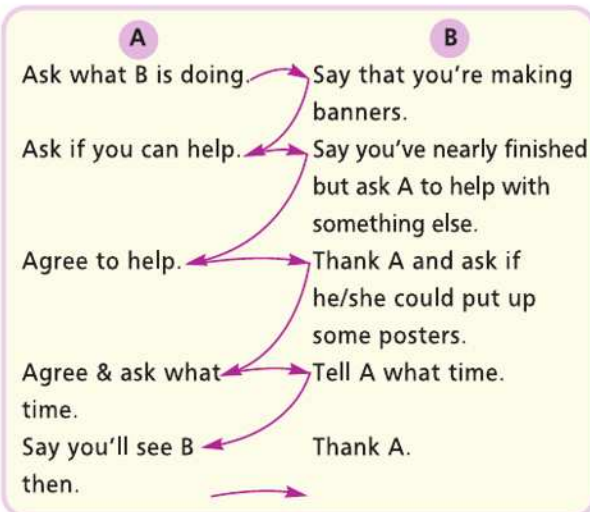 A
B
Ask what B is doing.
Say that you're making
banners.
Ask if you can help.
Say you've nearly finished
but ask A to help with
something else.
Agree to help.
Thank A and ask if
he/she could put up
some posters.
Agree & ask what
time.
Tell A what time.
Say you'll see B
then.
Thank A.